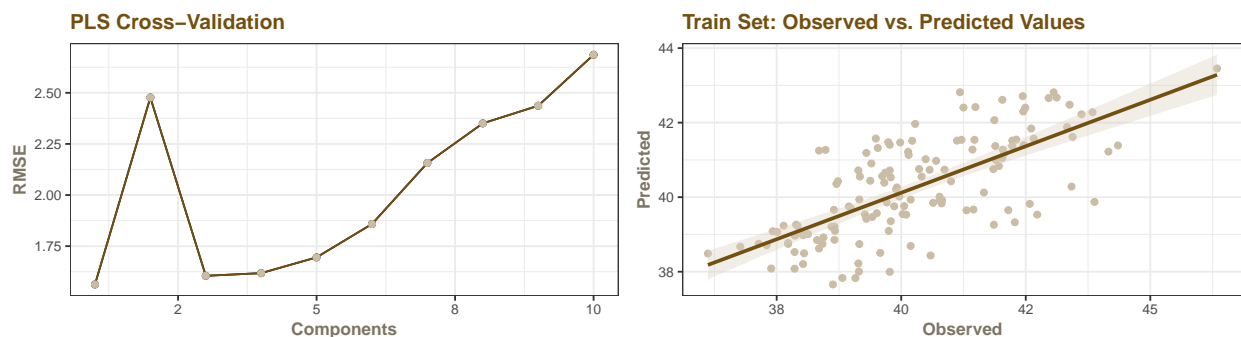 PLS Cross−Validation
2.50
2.25
2.00
1.75
RMSE
2
5
8
10
Components
Train Set: Observed vs. Predicted Values
44
42
40
38
Predicted
38
40
42
45
Observed